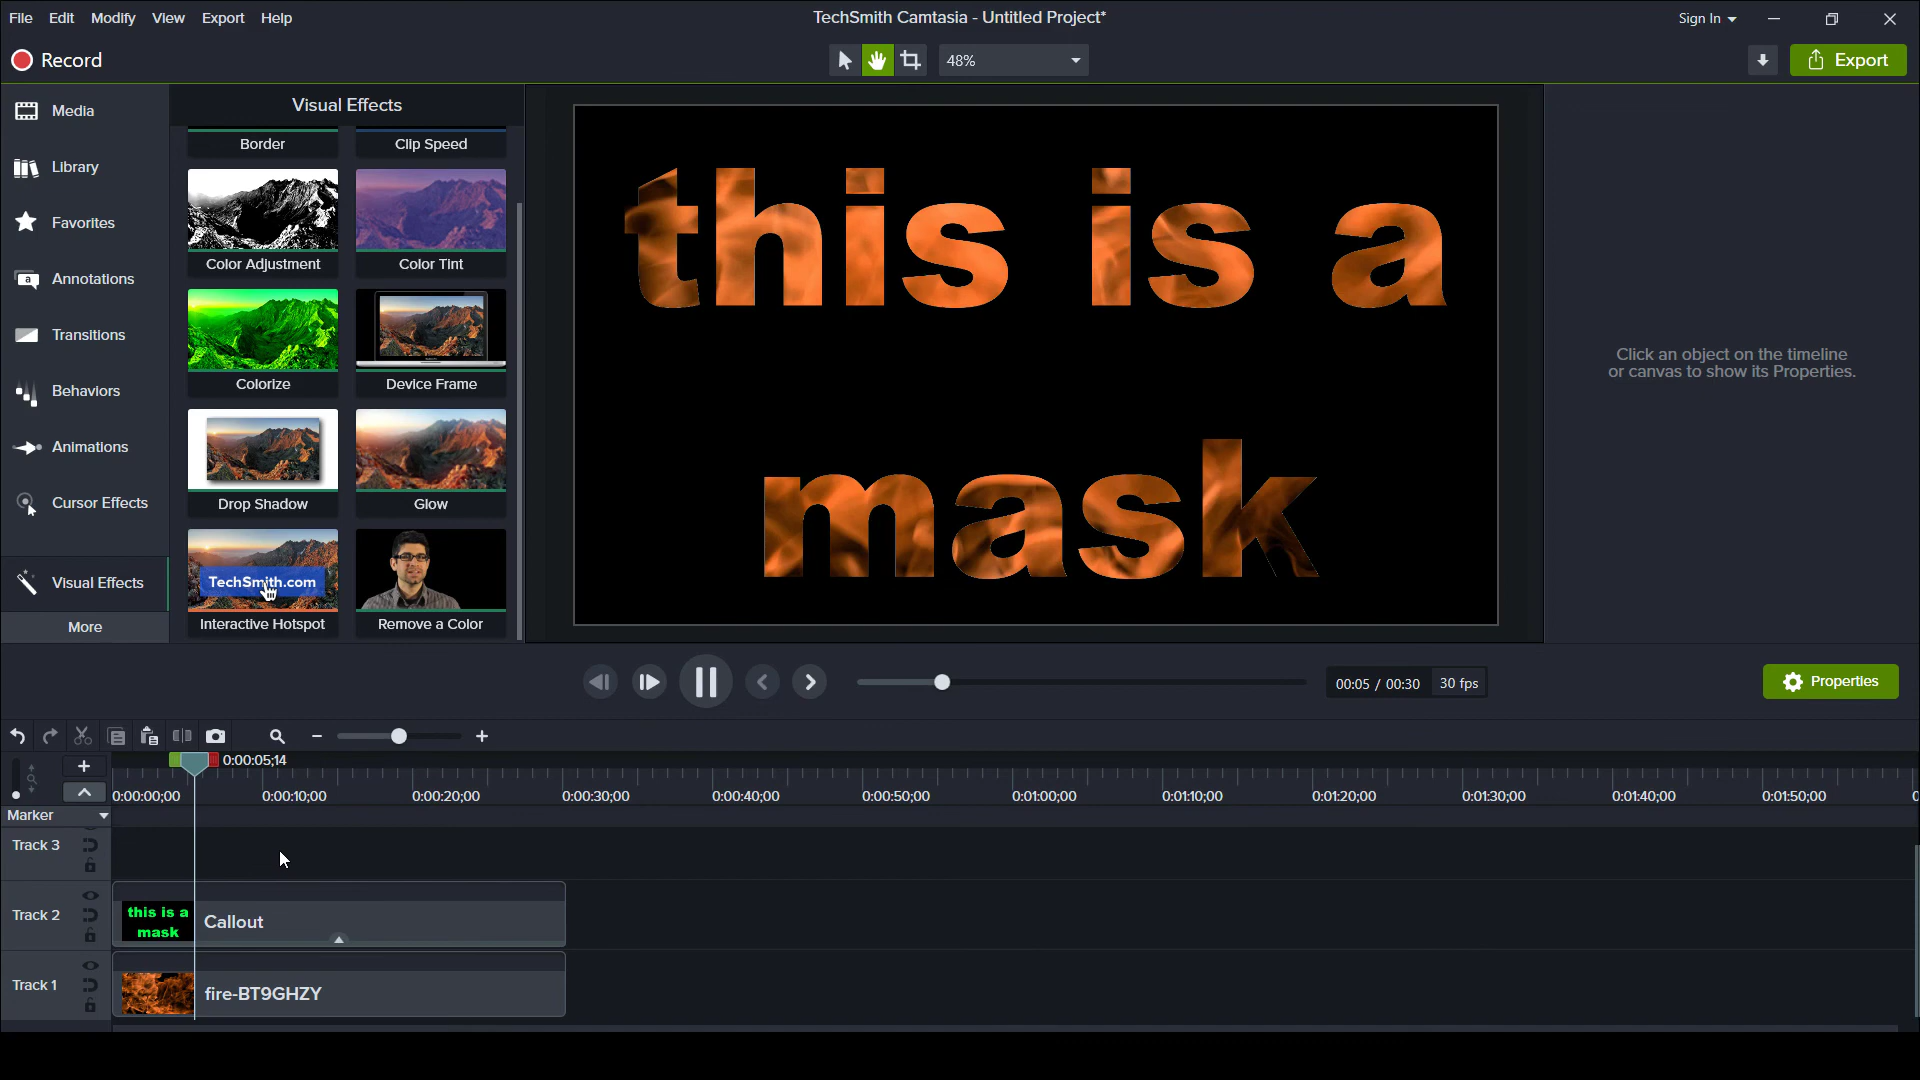 File Edit Modify View Export Help
TechSmith Camtasia - Untitled Project*
Sign In
Record
48%
Export
Media
Library
Favorites
Annotations
Transitions
Behaviors
Animations
Cursor Effects
Visual Effects
More
Visual Effects
Border Clip Speed
Color Adjustment Color Tint
Colorize Device Frame
Drop Shadow Glow
TechSmith.com
Interactive Hotspot Remove a Color
this is a
mask
Click an object on the timeline
or canvas to show its Properties.
00:05 / 00:30 30 fps
Properties
0:00:05;14
0:00:00;00 0:00:10;00 0:00:20;00 0:00:30;00 0:00:40;00 0:00:50;00 0:01:00;00 0:01:10;00 0:01:20;00 0:01:30;00 0:01:40;00 0:01:50;00
Marker
Track 3
Track 2
this is a
mask
Callout
Track 1
fire-BT9GHZY